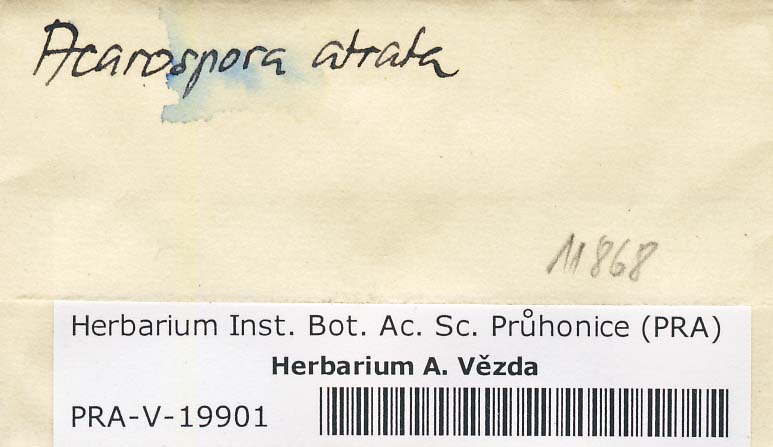 Acarospora atrata
11868
Herbarium Inst. Bot. Ac. Sc. Průhonice (PRA)
Herbarium A. Vězda
PRA-V-19901